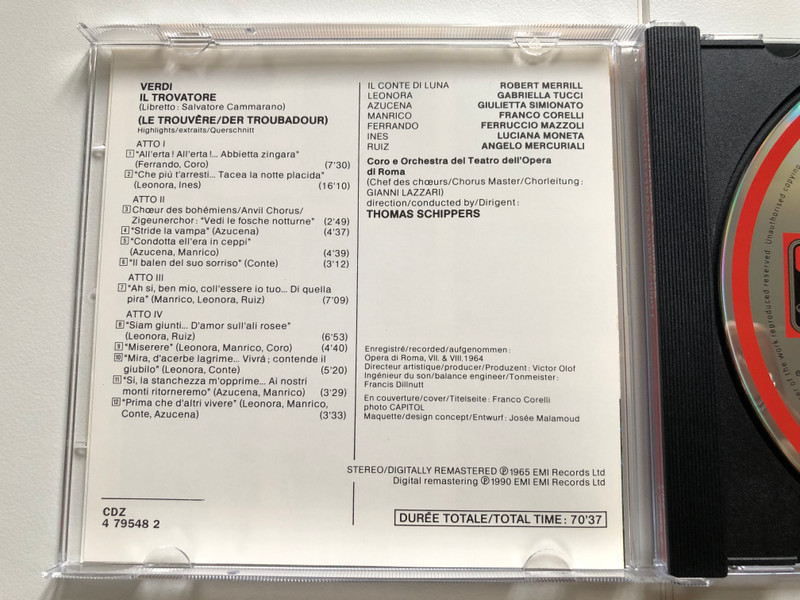 VERDI
IL TROVATORE
(Libretto: Salvatore Cammarano)
(LE TROUVÊRE/DER TROUBADOUR)
Highlights/extraits/Querschnitt
ATTO I
1 "All'erta! All'erta!... Abbietta zingara"
(Ferrando, Coro) (7'30)
2 "Che più t'arresti... Tacea la notte placida"
(Leonora, Ines) (16'10)
ATTO II
3 Chœur des bohémiens/Anvil Chorus/
Zigeunerchor: "Vedi le fosche notturne" (2'49)
4 "Stride la vampa" (Azucena) (4'37)
5 "Condotta ell'era in ceppi"
(Azucena, Manrico) (4'39)
6 "Il balen del suo sorriso" (Conte) (3'12)
ATTO III
7 "Ah si, ben mio, coll'essere io tuo... Di quella
pira" (Manrico, Leonora, Ruiz) (7'09)
ATTO IV
8 "Siam giunti... D'amor sull'ali rosee"
(Leonora, Ruiz) (6'53)
9 "Miserere" (Leonora, Manrico, Coro) (4'40)
10 "Mira, d'acerbe lagrime... Vivrà; contende il
giubilo" (Leonora, Conte) (5'20)
11 "Si, la stanchezza m'opprime... Ai nostri
monti ritorneremo" (Azucena, Manrico) (3'29)
12 "Prima che d'altri vivere" (Leonora, Manrico,
Conte, Azucena) (3'33)
CDZ
4 79548 2
IL CONTE DI LUNA ROBERT MERRILL
LEONORA GABRIELLA TUCCI
AZUCENA GIULIETTA SIMIONATO
MANRICO FRANCO CORELLI
FERRANDO FERRUCCIO MAZZOLI
INES LUCIANA MONETA
RUIZ ANGELO MERCURIALI
Coro e Orchestra del Teatro dell'Opera
di Roma
(Chef des chœurs/Chorus Master/Chorleitung:
GIANNI LAZZARI)
direction/conducted by/Dirigent:
THOMAS SCHIPPERS
Enregistré/recorded/aufgenommen:
Opera di Roma, VII. & VIII. 1964
Directeur artistique/producer/Produzent: Victor Olof
Ingénieur du son/balance engineer/Tonmeister:
Francis Dillnutt
En couverture/cover/Titelseite: Franco Corelli
photo CAPITOL
Maquette/design concept/Entwurf: Josée Malamoud
STEREO/DIGITALLY REMASTERED ℗ 1965 EMI Records Ltd
Digital remastering ℗ 1990 EMI EMI Records Ltd
DURÉE TOTALE/TOTAL TIME: 70'37
of the work reproduced reserved. Unauthorised copying